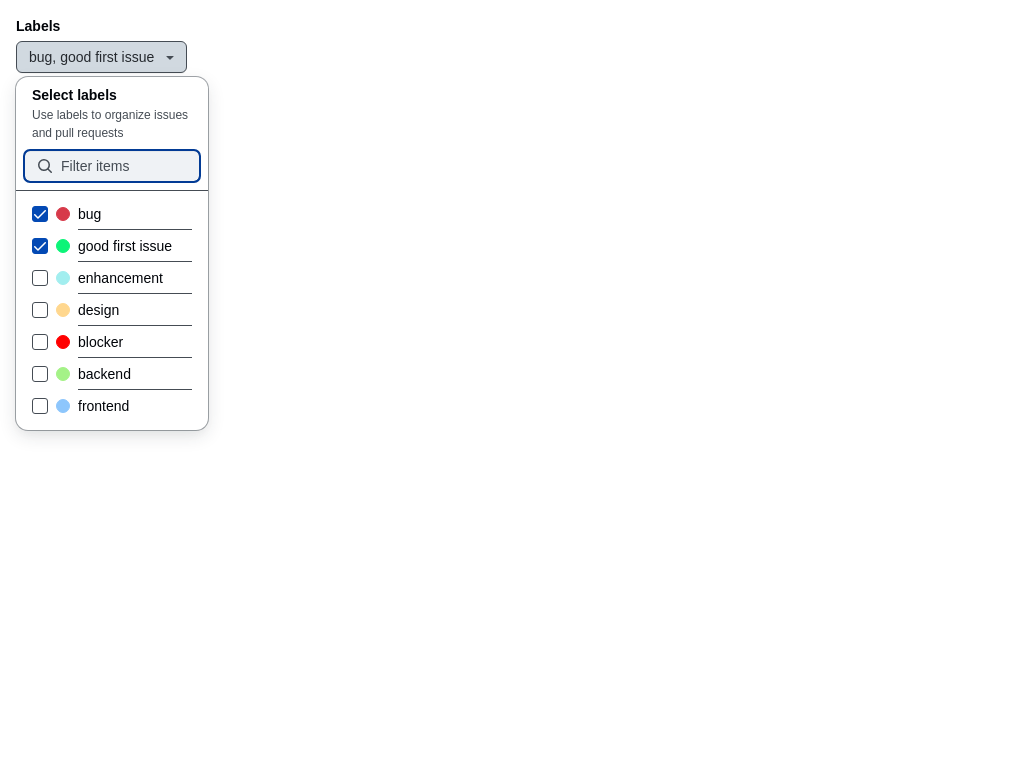 Labels
bug, good first issue
Select labels
Use labels to organize issues
and pull requests
Filter items
bug
good first issue
enhancement
design
blocker
backend
frontend